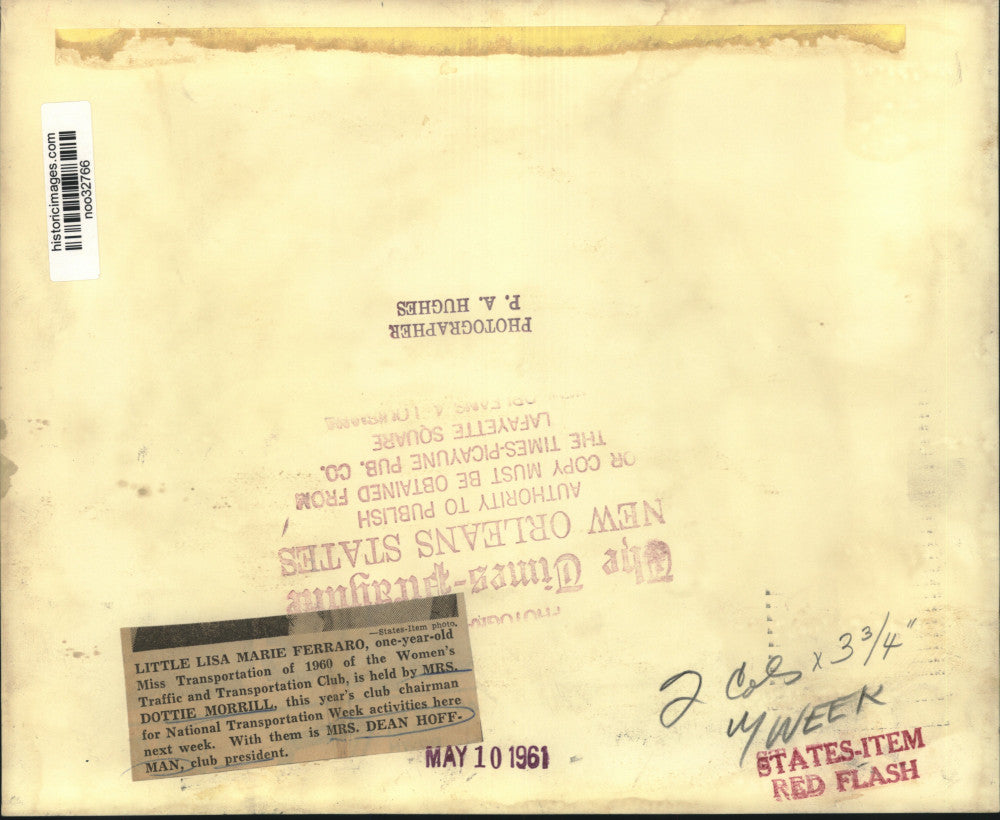 historicimages.com
noo32766
PHOTOGRAPHER
P. A. HUGHES
The Times-Picayune
NEW ORLEANS STATES
AUTHORITY TO PUBLISH
OR COPY MUST BE OBTAINED FROM
THE TIMES-PICAYUNE PUB. CO.
LAFAYETTE SQUARE
—States-Item photo.
LITTLE LISA MARIE FERRARO, one-year-old
Miss Transportation of 1960 of the Women's
Traffic and Transportation Club, is held by MRS.
DOTTIE MORRILL, this year's club chairman
for National Transportation Week activities here
next week. With them is MRS. DEAN HOFF-
MAN, club president.
MAY 10 1961
2 Cols x 3 3/4"
WEEK
STATES-ITEM
RED FLASH